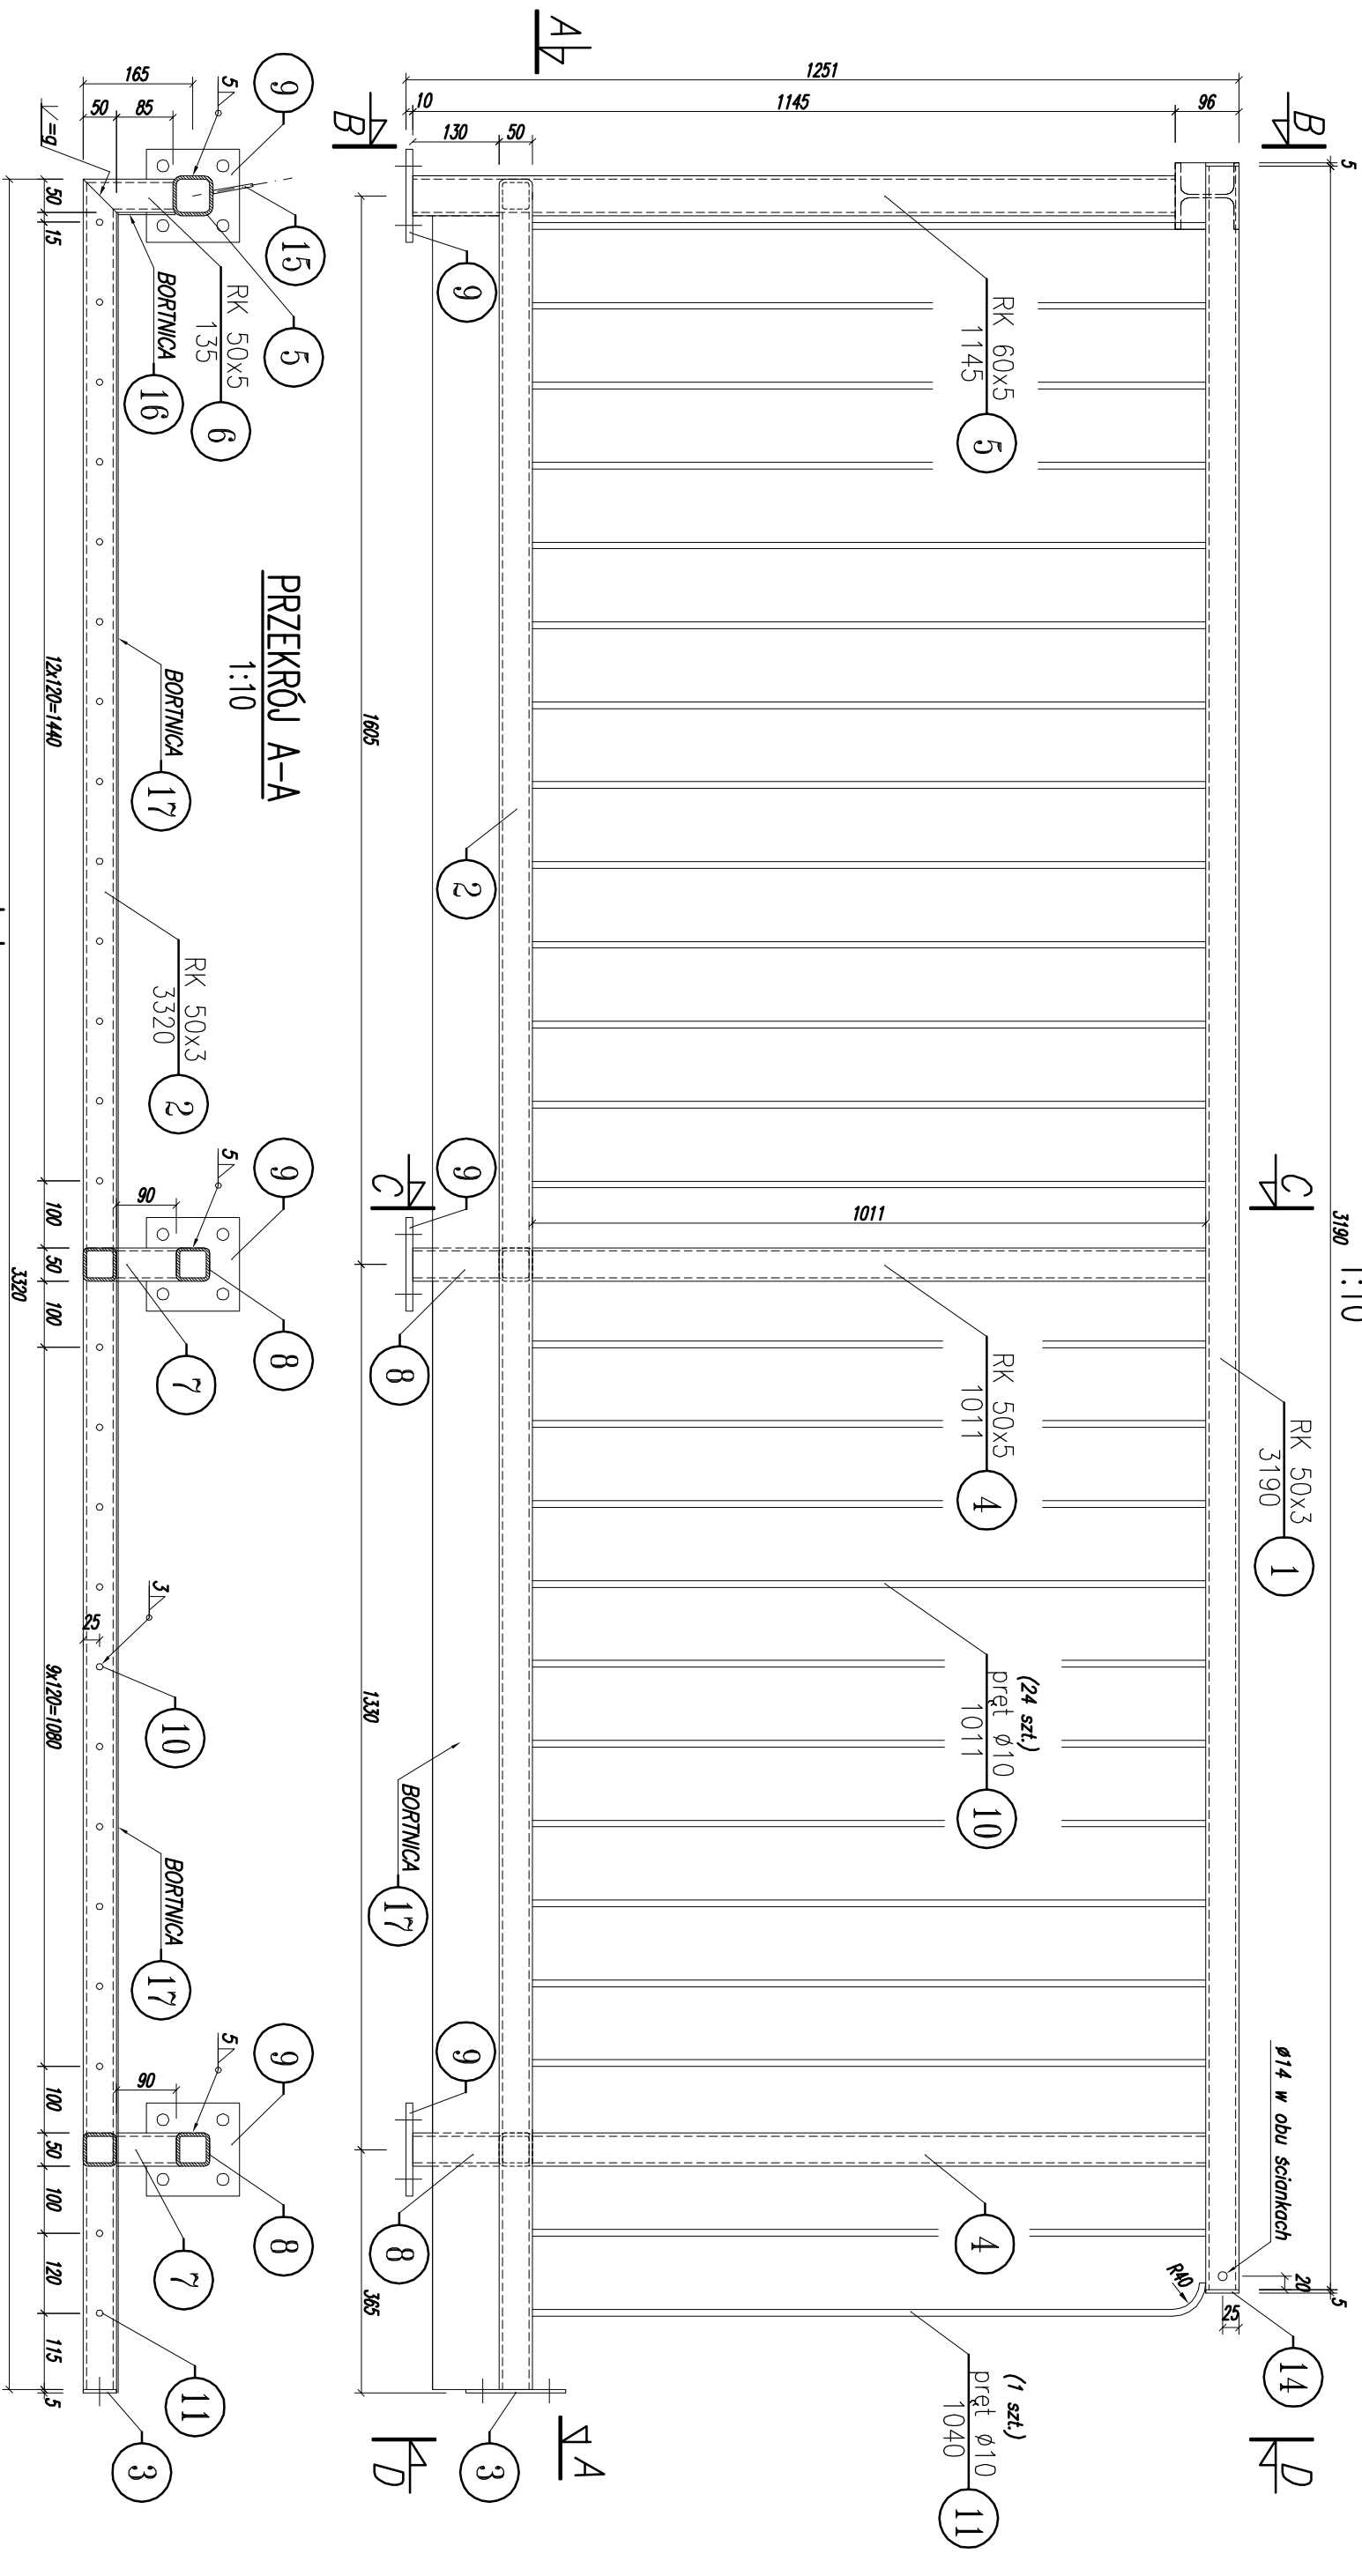 1:10
3190
5
5
B
B
C
C
D
D
A
A
1251
10
1145
96
130
50
RK 60x5
1145
5
RK 50x3
3190
1
RK 50x5
1011
4
(24 szt.)
pręt ø10
1011
10
ø14 w obu ściankach
20
25
R40
14
(1 szt.)
pręt ø10
1040
11
1011
4
9
2
9
8
BORTNICA
17
9
8
3
1605
1330
365
PRZEKRÓJ A-A
1:10
165
50
85
5
9
15
5
RK 50x5
135
6
BORTNICA
16
=g
BORTNICA
17
RK 50x3
3320
2
5
9
90
8
7
3
25
10
BORTNICA
17
5
9
90
8
7
11
3
50
15
12x120=1440
100
50
100
9x120=1080
100
50
100
120
115
5
3320